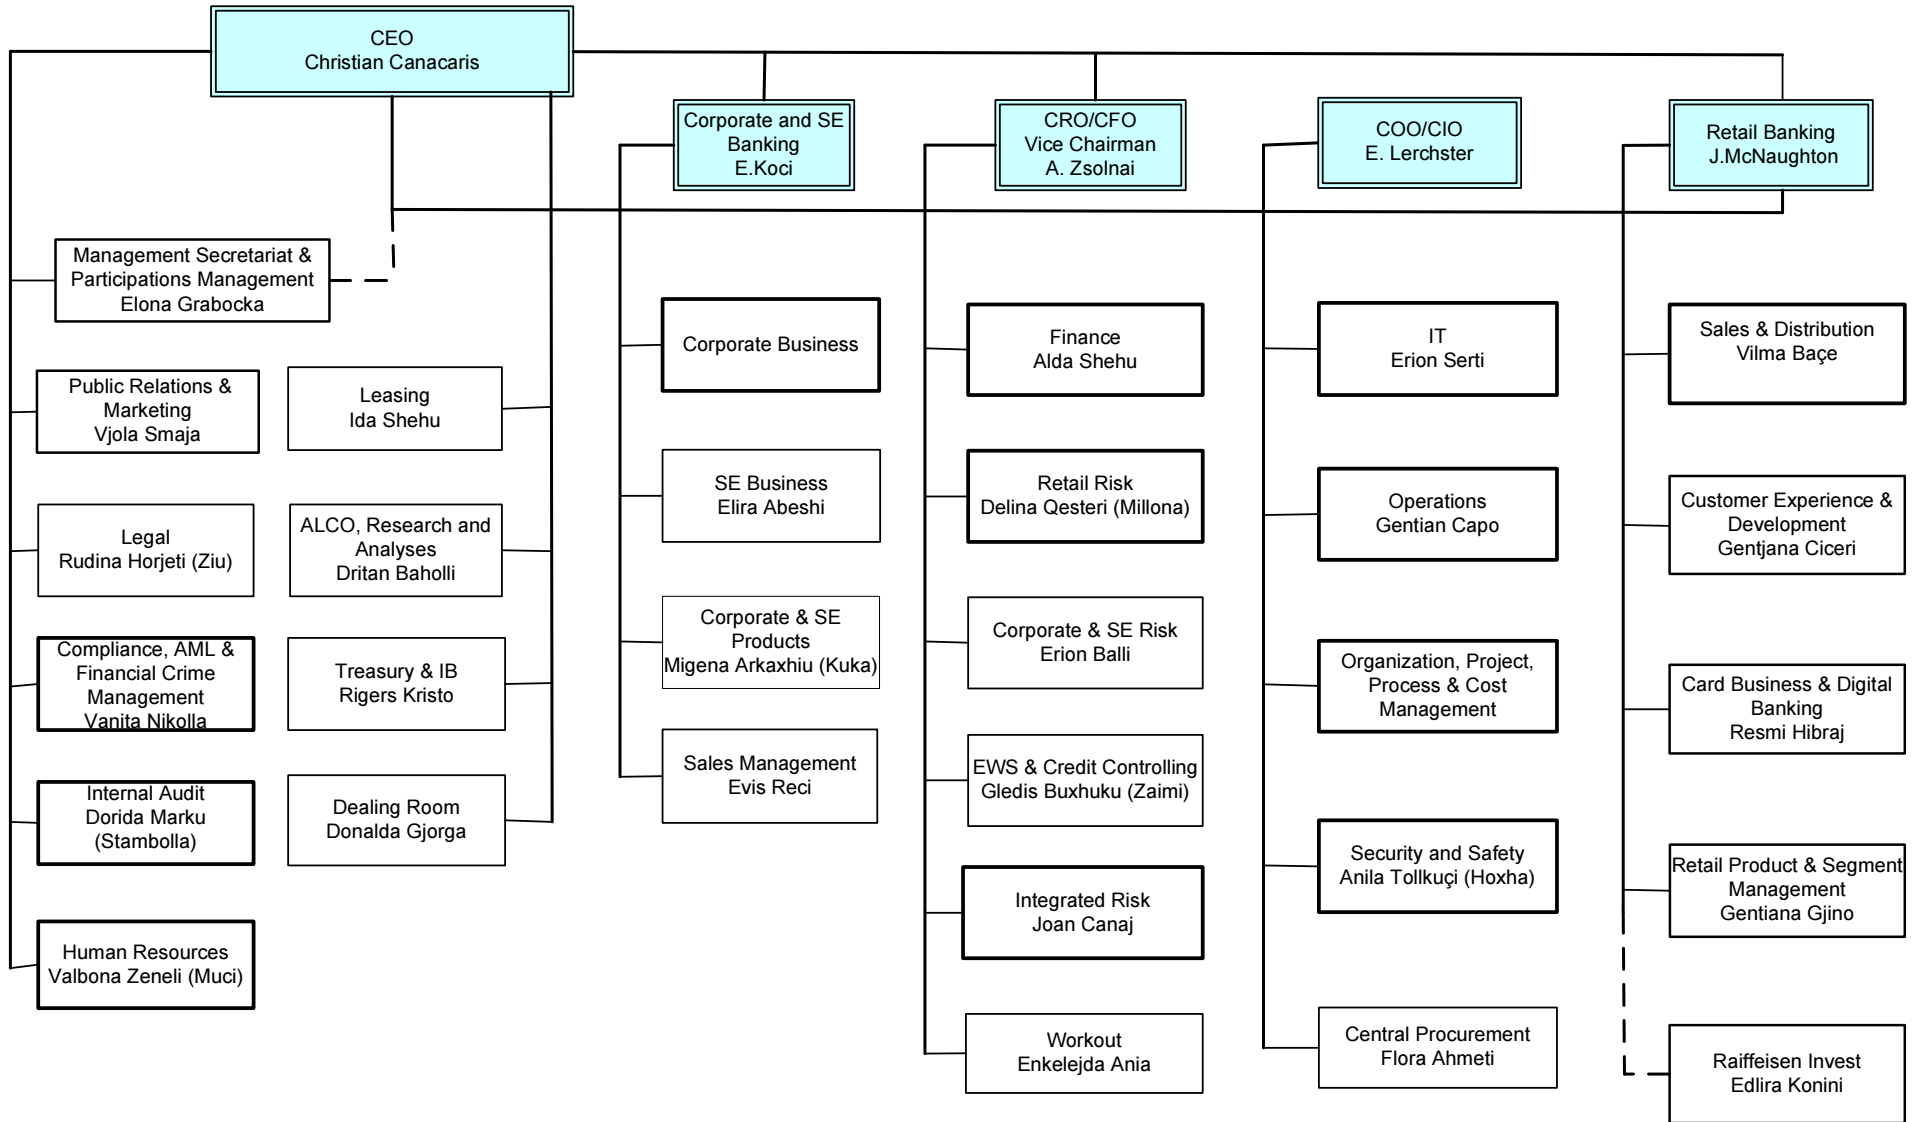 CEO
Christian Canacaris
Corporate and SE
Banking
E.Koci
CRO/CFO
Vice Chairman
A. Zsolnai
COO/CIO
E. Lerchster
Retail Banking
J.McNaughton
Management Secretariat &
Participations Management
Elona Grabocka
Public Relations &
Marketing
Vjola Smaja
Legal
Rudina Horjeti (Ziu)
Compliance, AML &
Financial Crime
Management
Vanita Nikolla
Internal Audit
Dorida Marku
(Stambolla)
Human Resources
Valbona Zeneli (Muci)
Leasing
Ida Shehu
ALCO, Research and
Analyses
Dritan Baholli
Treasury & IB
Rigers Kristo
Dealing Room
Donalda Gjorga
Corporate Business
SE Business
Elira Abeshi
Corporate & SE
Products
Migena Arkaxhiu (Kuka)
Sales Management
Evis Reci
Finance
Alda Shehu
Retail Risk
Delina Qesteri (Millona)
Corporate & SE Risk
Erion Balli
EWS & Credit Controlling
Gledis Buxhuku (Zaimi)
Integrated Risk
Joan Canaj
Workout
Enkelejda Ania
IT
Erion Serti
Operations
Gentian Capo
Organization, Project,
Process & Cost
Management
Security and Safety
Anila Tollkuçi (Hoxha)
Central Procurement
Flora Ahmeti
Sales & Distribution
Vilma Baçe
Customer Experience &
Development
Gentjana Ciceri
Card Business & Digital
Banking
Resmi Hibraj
Retail Product & Segment
Management
Gentiana Gjino
Raiffeisen Invest
Edlira Konini